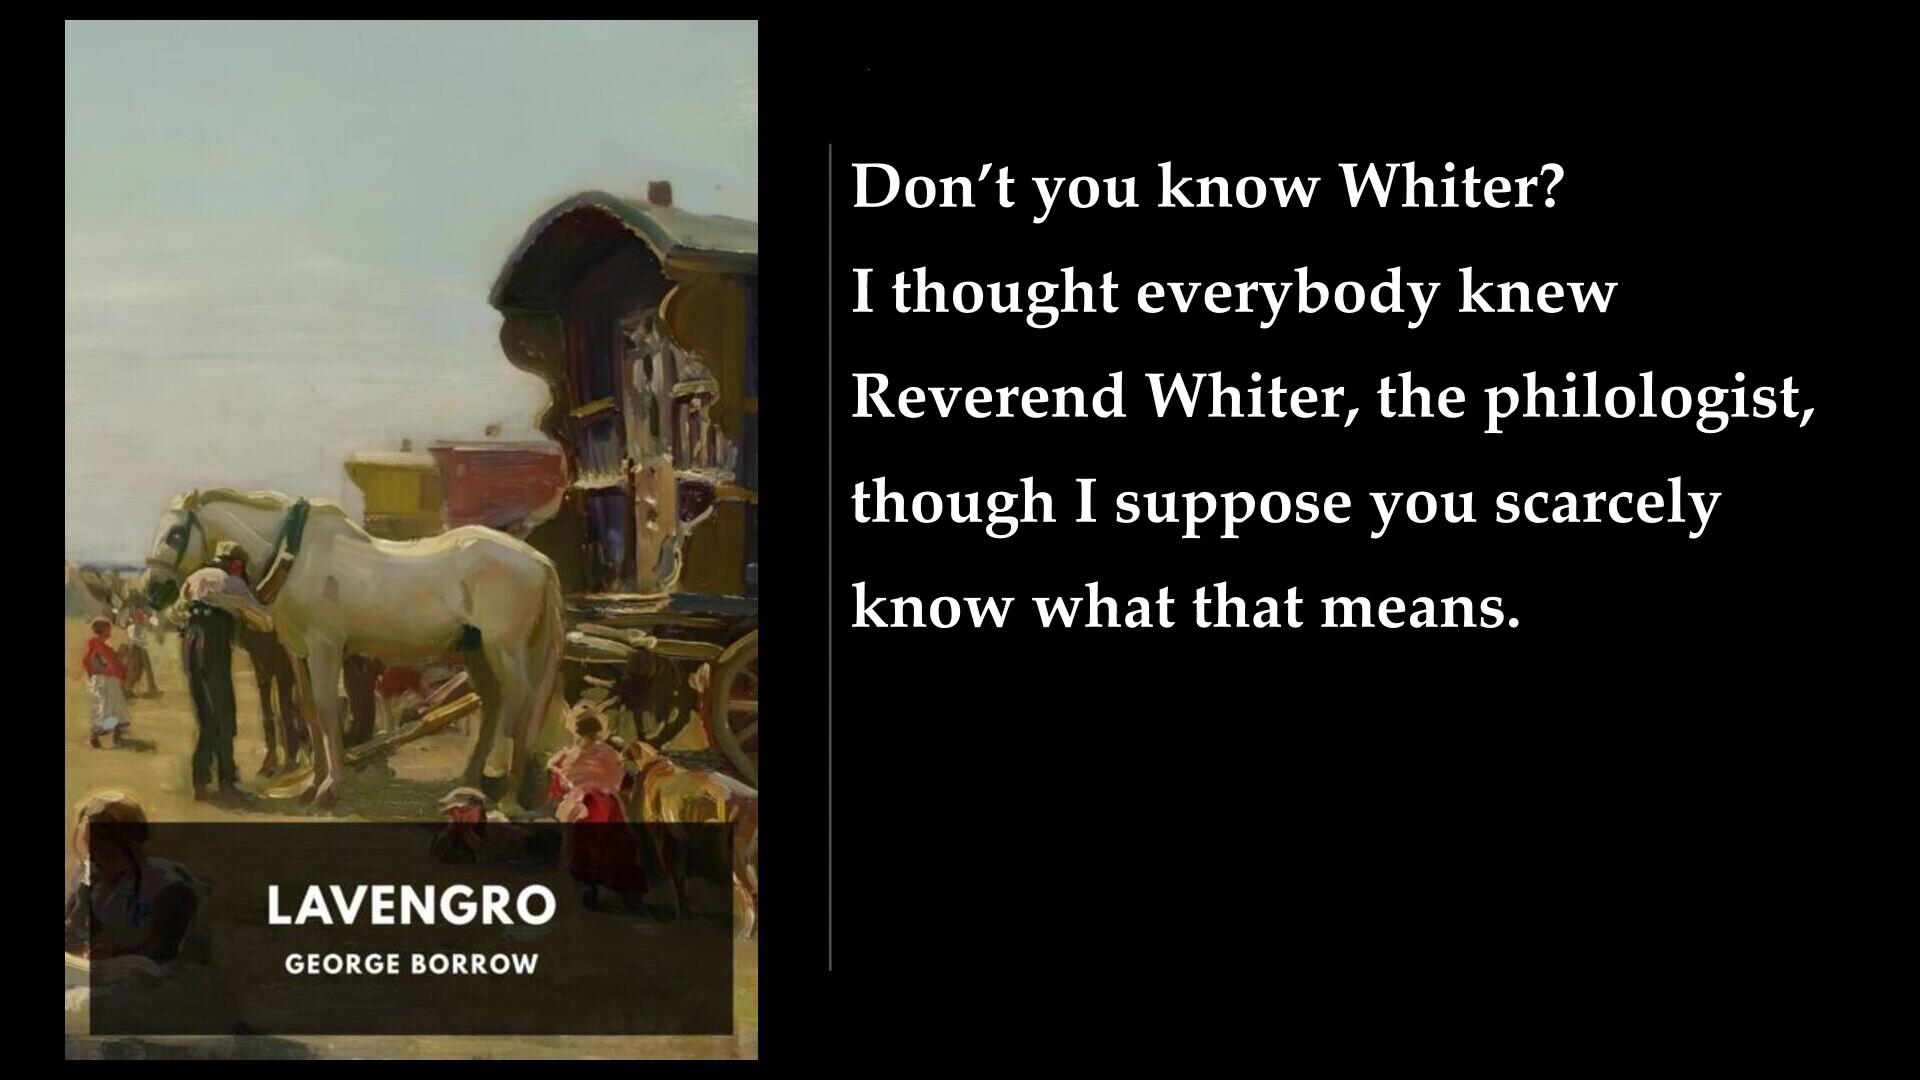 LAVENGRO
GEORGE BORROW
Don’t you know Whiter?
I thought everybody knew
Reverend Whiter, the philologist,
though I suppose you scarcely
know what that means.